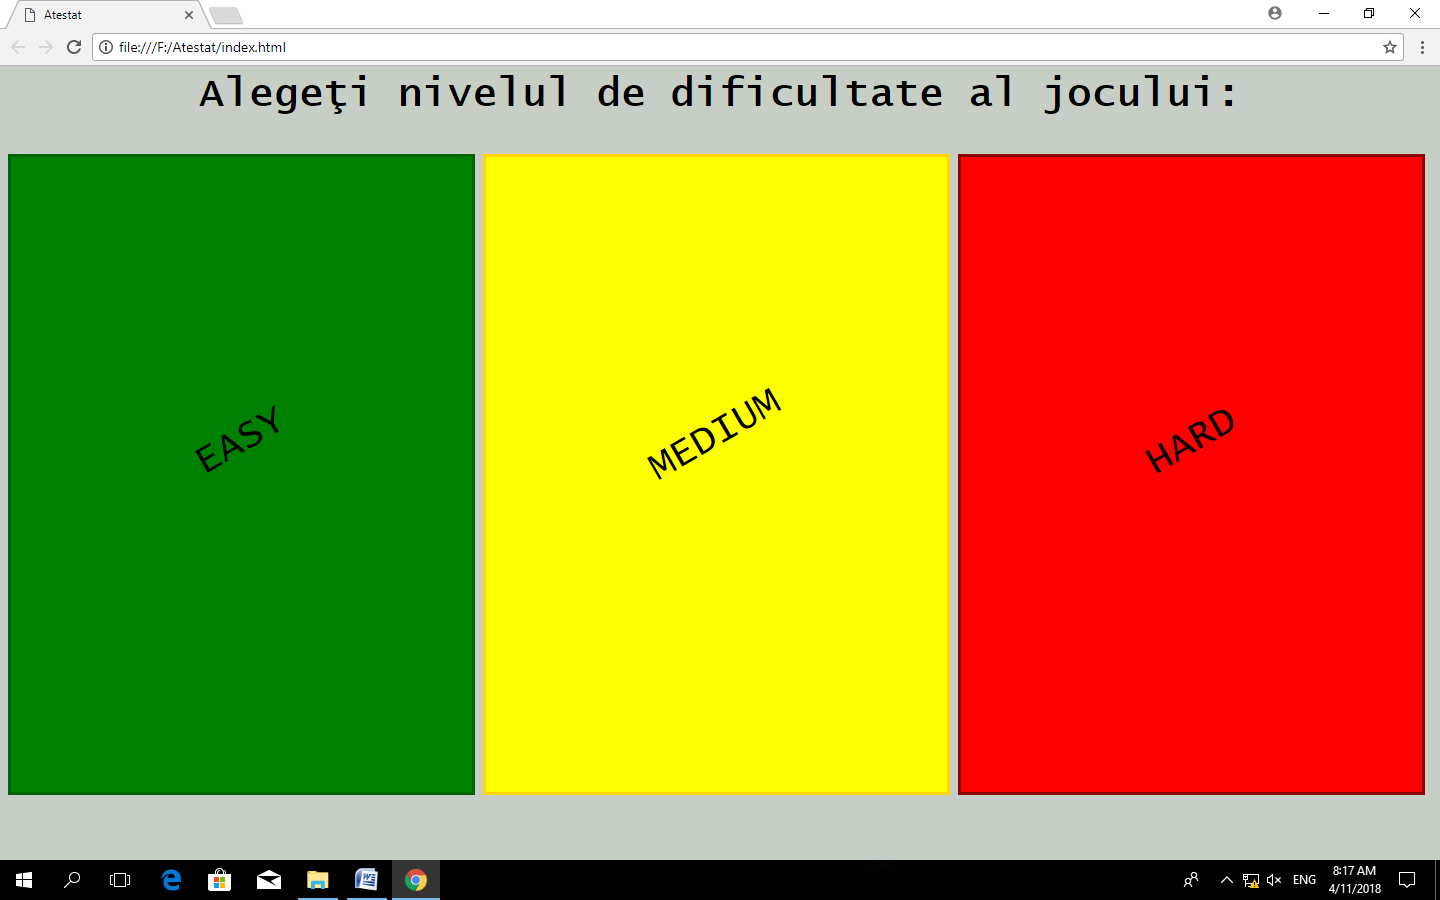 Atestat
file:///F:/Atestat/index.html
Alegeţi nivelul de dificultate al jocului:
EASY
MEDIUM
HARD
ENG
8:17 AM
4/11/2018